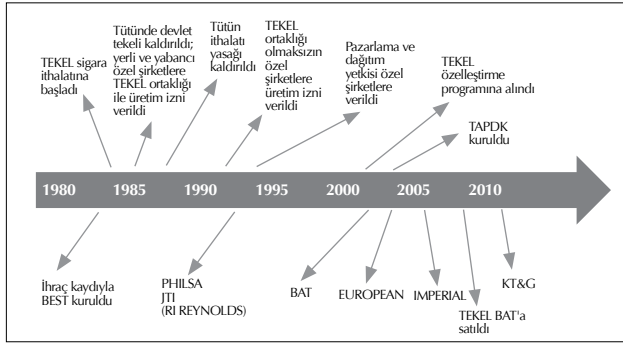 TEKEL sigara
ithalatına
başladı
Tütünde devlet
tekeli kaldırıldı;
yerli ve yabancı
özel şirketlere
TEKEL ortaklığı
ile üretim izni
verildi
Tütün
ithalatı
yasağı
kaldırıldı
TEKEL
ortaklığı
olmaksızın
özel
şirketlere
üretim izni
verildi
Pazarlama ve
dağıtım
yetkisi özel
şirketlere
verildi
TEKEL
özelleştirme
programına alındı
TAPDK
kuruldu
1980 1985 1990 1995 2000 2005 2010
İhraç kaydıyla
BEST kuruldu
PHILSA
JTI
(RI REYNOLDS)
BAT
EUROPEAN
IMPERIAL
TEKEL BAT'a
satıldı
KT&G